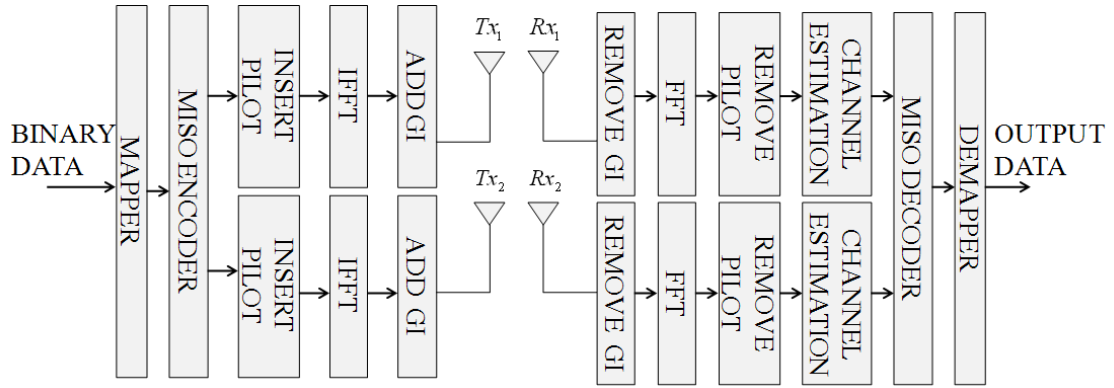 BINARY
DATA
MAPPER
MISO ENCODER
INSERT
PILOT
IFFT
ADD GI
Tx1
INSERT
PILOT
IFFT
ADD GI
Tx2
Rx1
REMOVE GI
FFT
REMOVE
PILOT
CHANNEL
ESTIMATION
Rx2
REMOVE GI
FFT
REMOVE
PILOT
CHANNEL
ESTIMATION
MISO DECODER
DEMAPPER
OUTPUT
DATA